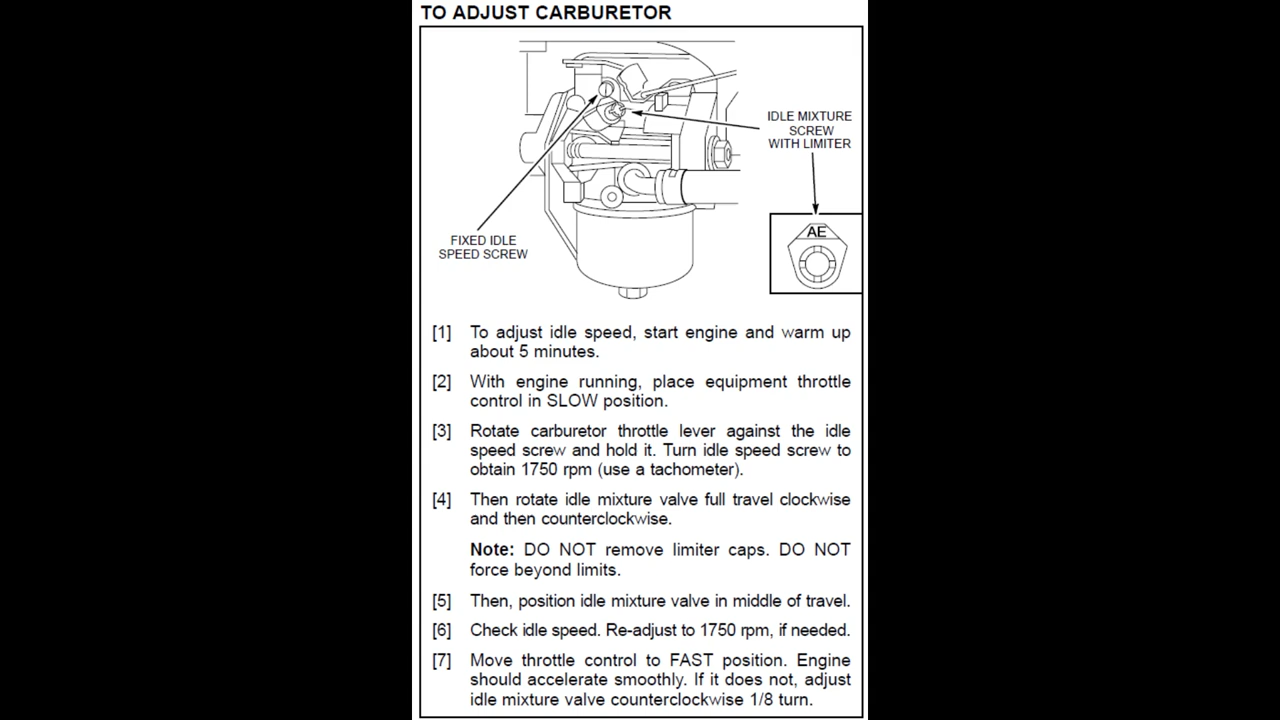 TO ADJUST CARBURETOR
IDLE MIXTURE
SCREW
WITH LIMITER
AE
FIXED IDLE
SPEED SCREW
[1] To adjust idle speed, start engine and warm up
about 5 minutes.
[2] With engine running, place equipment throttle
control in SLOW position.
[3] Rotate carburetor throttle lever against the idle
speed screw and hold it. Turn idle speed screw to
obtain 1750 rpm (use a tachometer).
[4] Then rotate idle mixture valve full travel clockwise
and then counterclockwise.
Note: DO NOT remove limiter caps. DO NOT
force beyond limits.
[5] Then, position idle mixture valve in middle of travel.
[6] Check idle speed. Re-adjust to 1750 rpm, if needed.
[7] Move throttle control to FAST position. Engine
should accelerate smoothly. If it does not, adjust
idle mixture valve counterclockwise 1/8 turn.